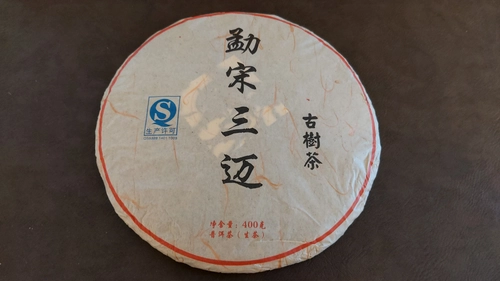 勐宋三迈
古樹茶
生产许可
净含量：400克
普洱茶（生茶）